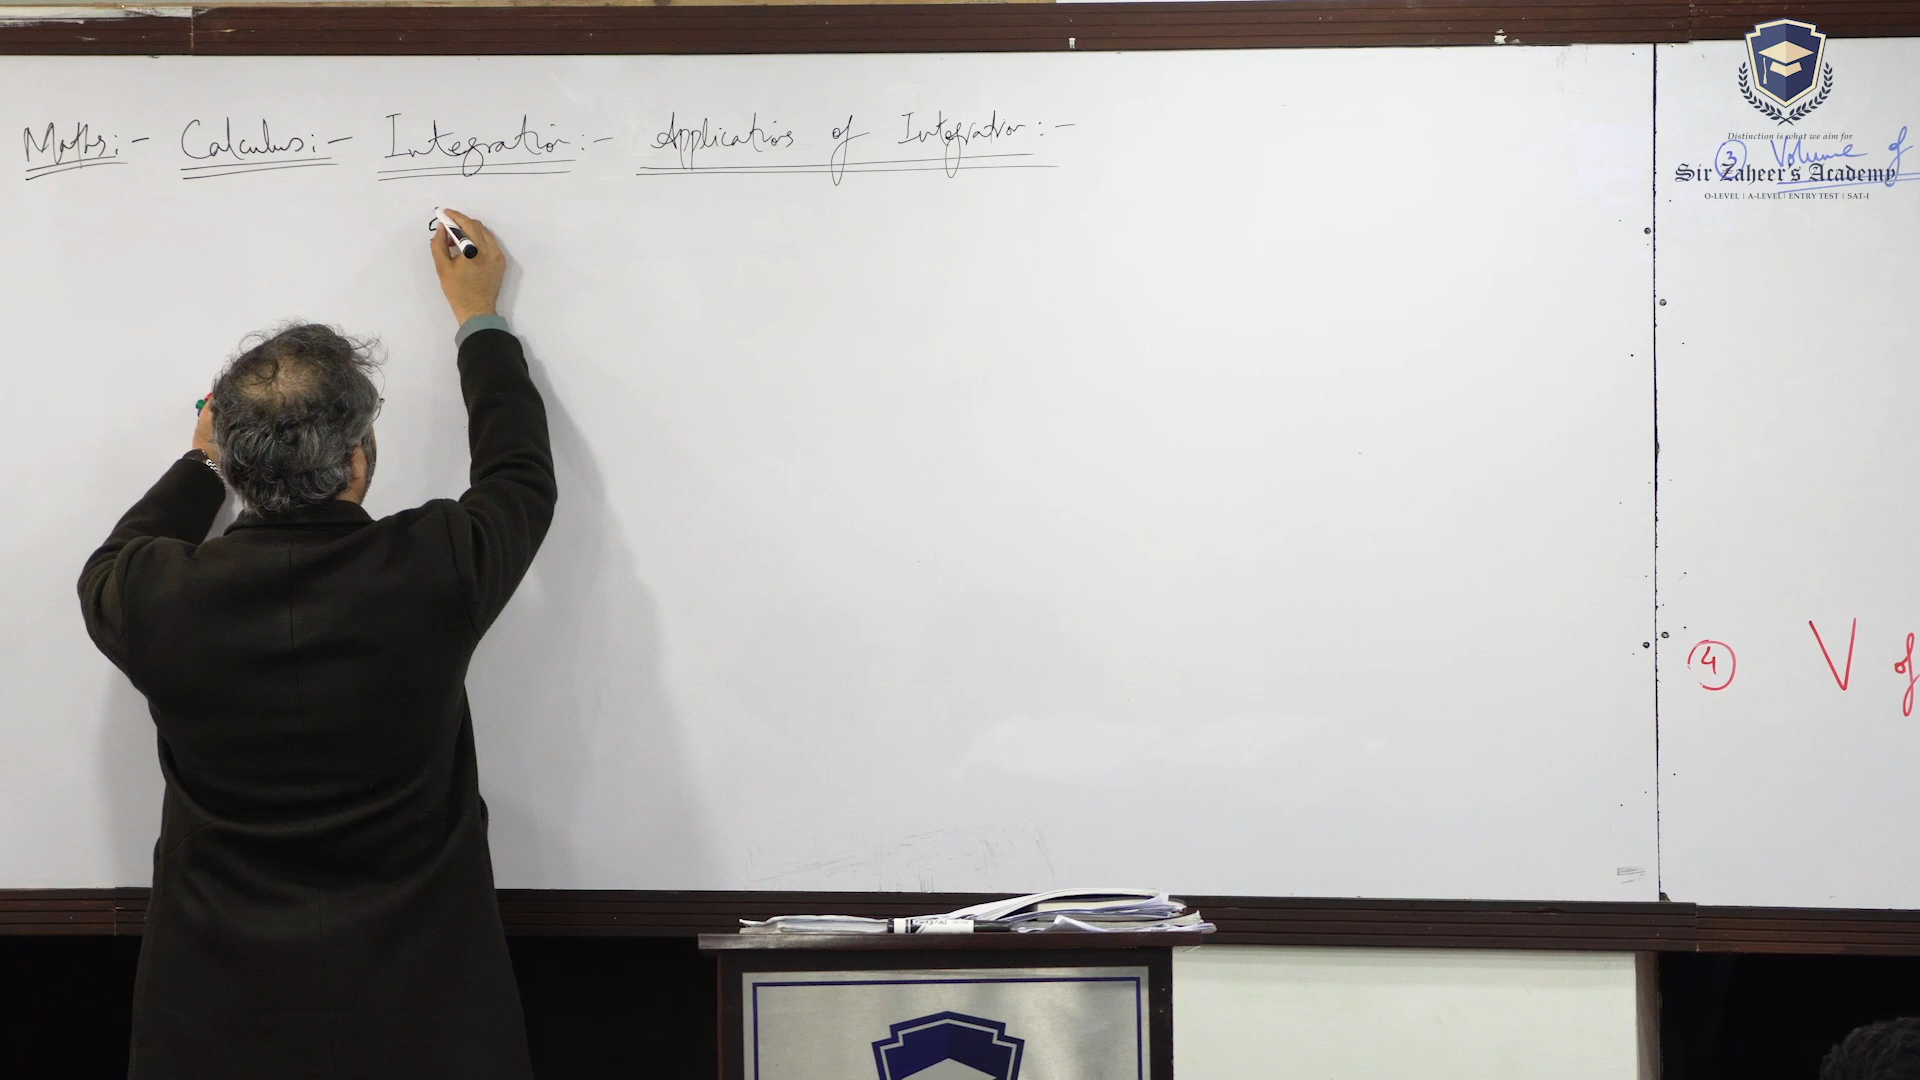 Maths:- Calculus:- Integration:- Applications of Integration:-
Distinction is what we aim for
③ Volume of
Sir Zaheer's Academy
O-LEVEL | A-LEVEL | ENTRY TEST | SAT-I
④ V of